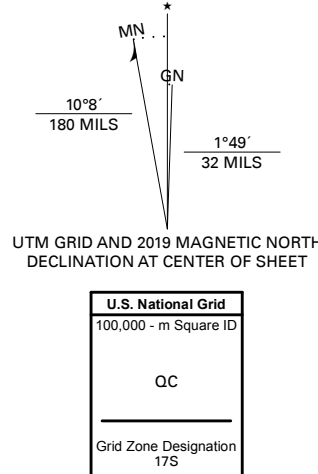 ★
MN
GN
10°8´
180 MILS
1°49´
32 MILS
UTM GRID AND 2019 MAGNETIC NORTH
DECLINATION AT CENTER OF SHEET
U.S. National Grid
100,000 - m Square ID
QC
Grid Zone Designation
17S